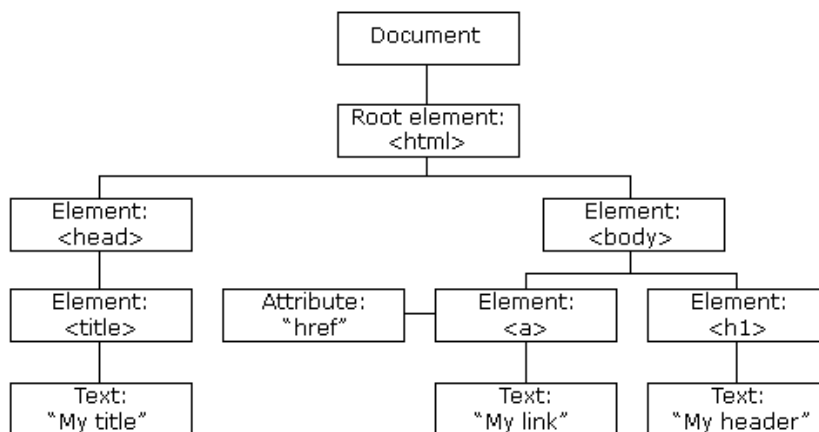 Document
Root element:
<html>
Element:
<head>
Element:
<body>
Element:
<title>
Attribute:
“href”
Element:
<a>
Element:
<h1>
Text:
“My title”
Text:
“My link”
Text:
“My header”